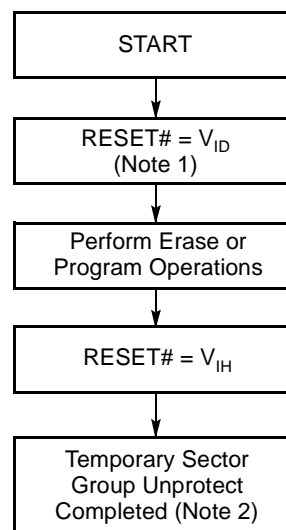 START
RESET# = V_ID
(Note 1)
Perform Erase or
Program Operations
RESET# = V_IH
Temporary Sector
Group Unprotect
Completed (Note 2)